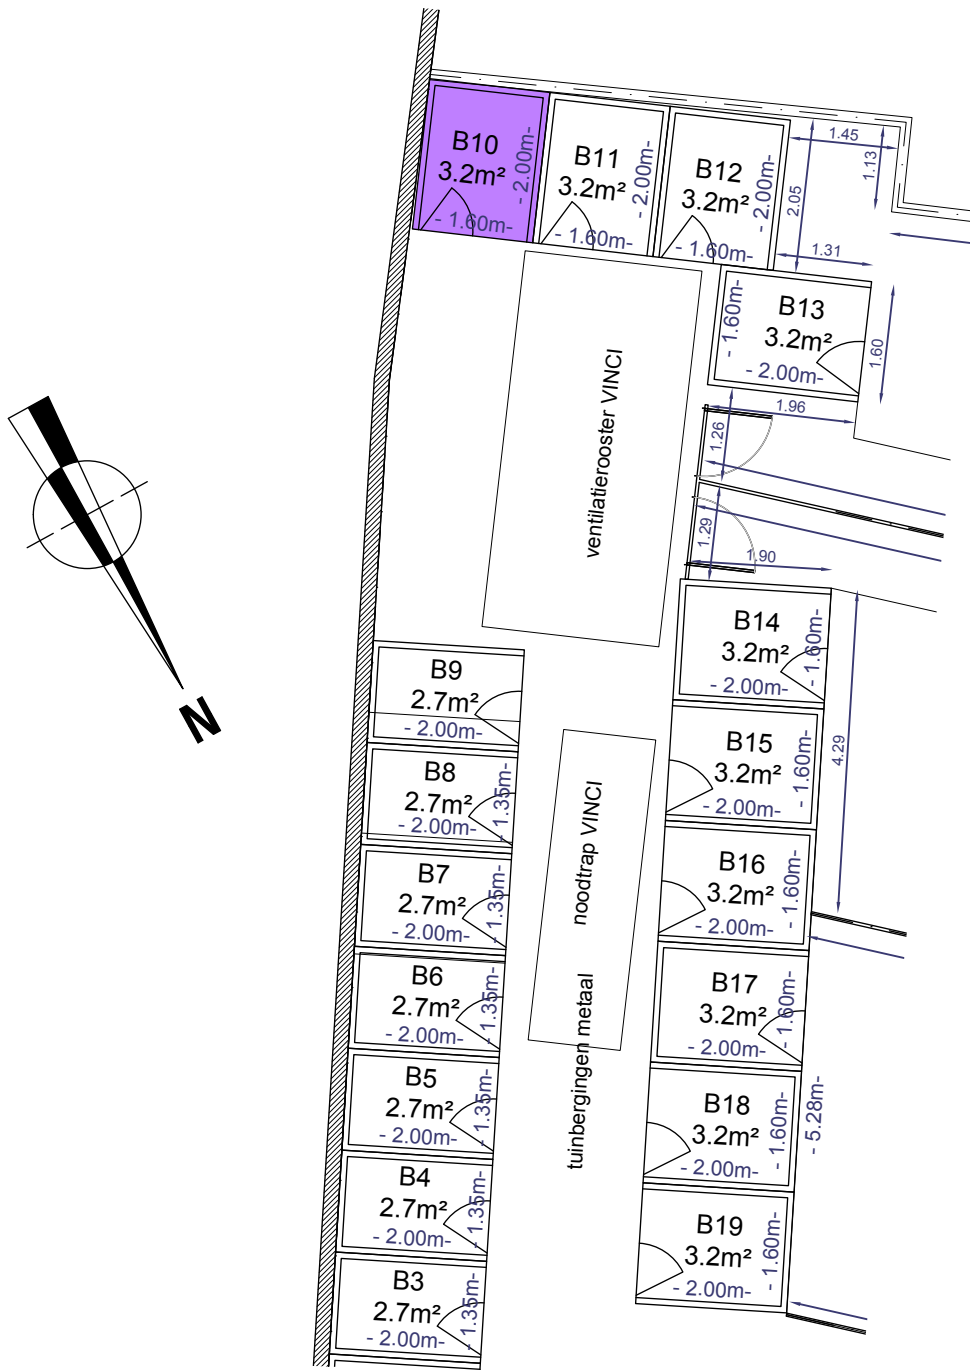 B10
3.2m²
- 2.00m-
- 1.60m-
B11
3.2m²
- 2.00m-
- 1.60m-
B12
3.2m²
- 2.00m-
- 1.60m-
1.45
1.13
2.05
1.31
B13
3.2m²
- 1.60m-
- 2.00m-
1.60
1.96
1.26
1.29
1.90
ventilatierooster VINCI
N
B14
3.2m²
- 1.60m-
- 2.00m-
B9
2.7m²
- 2.00m-
B15
3.2m²
- 1.60m-
- 2.00m-
4.29
B8
2.7m²
- 1.35m-
- 2.00m-
noodtrap VINCI
B16
3.2m²
- 1.60m-
- 2.00m-
B7
2.7m²
- 1.35m-
- 2.00m-
B17
3.2m²
- 1.60m-
- 2.00m-
B6
2.7m²
- 1.35m-
- 2.00m-
tuinbergingen metaal
B5
2.7m²
- 1.35m-
- 2.00m-
B18
3.2m²
- 1.60m-
- 2.00m-
- 5.28m-
B4
2.7m²
- 1.35m-
- 2.00m-
B19
3.2m²
- 1.60m-
- 2.00m-
B3
2.7m²
- 1.35m-
- 2.00m-